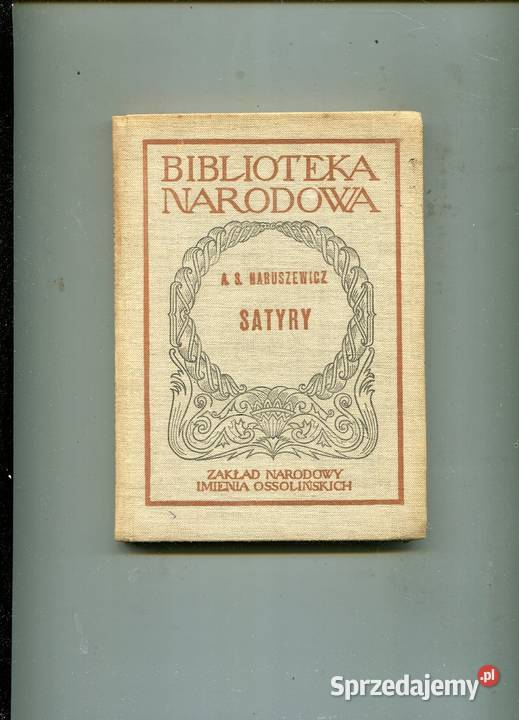 BIBLIOTEKA
NARODOWA
A. S. NARUSZEWICZ
SATYRY
ZAKŁAD NARODOWY
IMIENIA OSSOLIŃSKICH
Sprzedajemy.pl